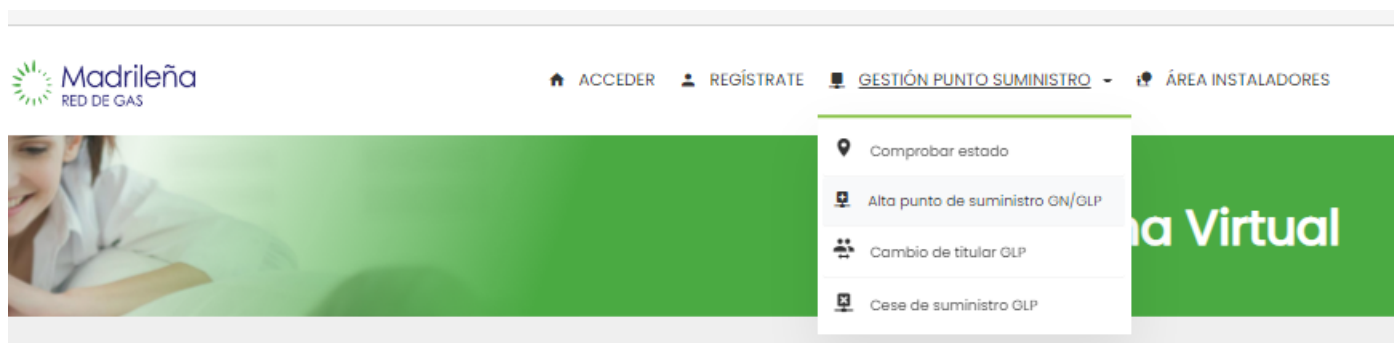 Madrileña
RED DE GAS
ACCEDER REGÍSTRATE GESTIÓN PUNTO SUMINISTRO ÁREA INSTALADORES
Comprobar estado
Alta punto de suministro GN/GLP
Cambio de titular GLP
Cese de suministro GLP
Virtual